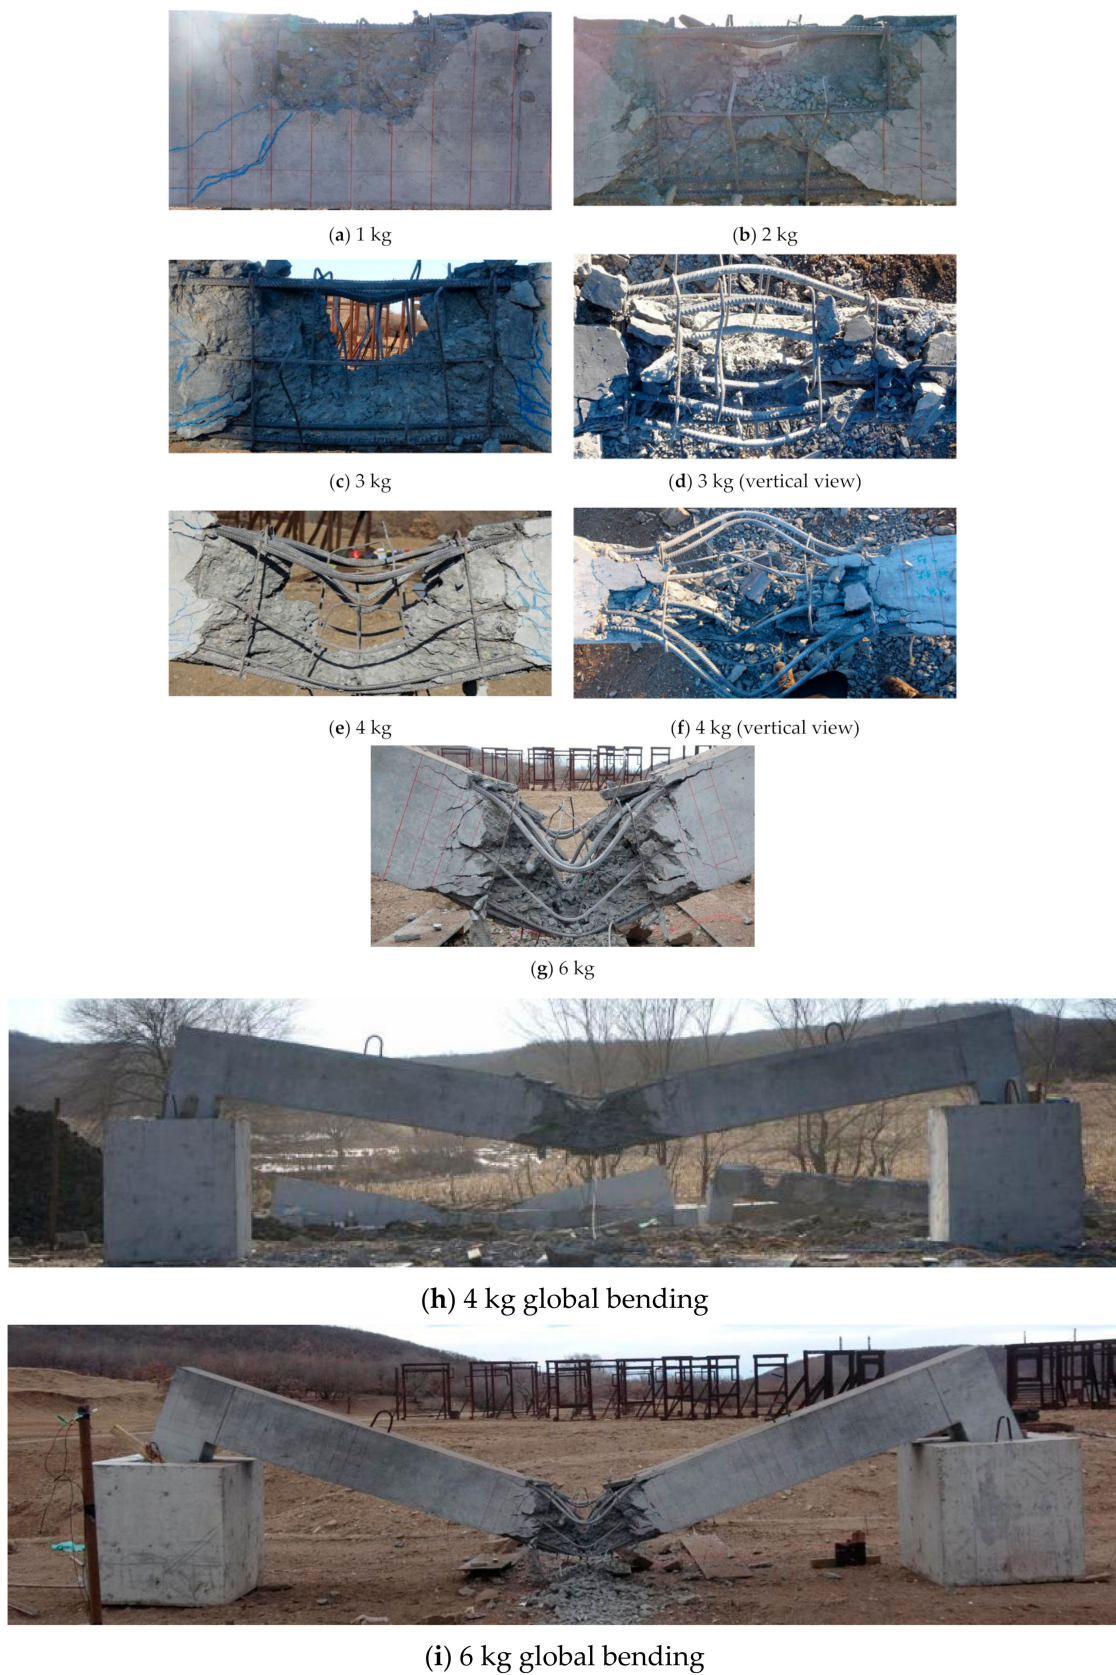 (a) 1 kg
(b) 2 kg
(c) 3 kg
(d) 3 kg (vertical view)
(e) 4 kg
(f) 4 kg (vertical view)
(g) 6 kg
(h) 4 kg global bending
(i) 6 kg global bending